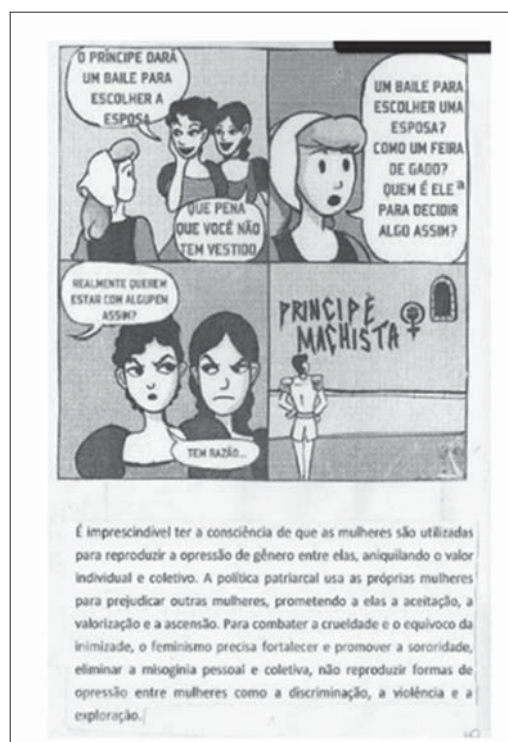 O PRÍNCIPE DARÁ
UM BAILE PARA
ESCOLHER A
ESPOSA
QUE PENA
QUE VOCÊ NÃO
TEM VESTIDO.
UM BAILE PARA
ESCOLHER UMA
ESPOSA?
COMO UM FEIRA
DE GADO?
QUEM É ELE
PARA DECIDIR
ALGO ASSIM?
REALMENTE QUEREM
ESTAR COM ALGUPEM
ASSIM?
TEM RAZÃO...
PRINCIPE
MACHISTA
É imprescindível ter a consciência de que as mulheres são utilizadas
para reproduzir a opressão de gênero entre elas, aniquilando o valor
individual e coletivo. A política patriarcal usa as próprias mulheres
para prejudicar outras mulheres, prometendo a elas a aceitação, a
valorização e a ascensão. Para combater a crueldade e o equívoco da
inimizade, o feminismo precisa fortalecer e promover a sororidade,
eliminar a misoginia pessoal e coletiva, não reproduzir formas de
opressão entre mulheres como a discriminação, a violência e a
exploração.